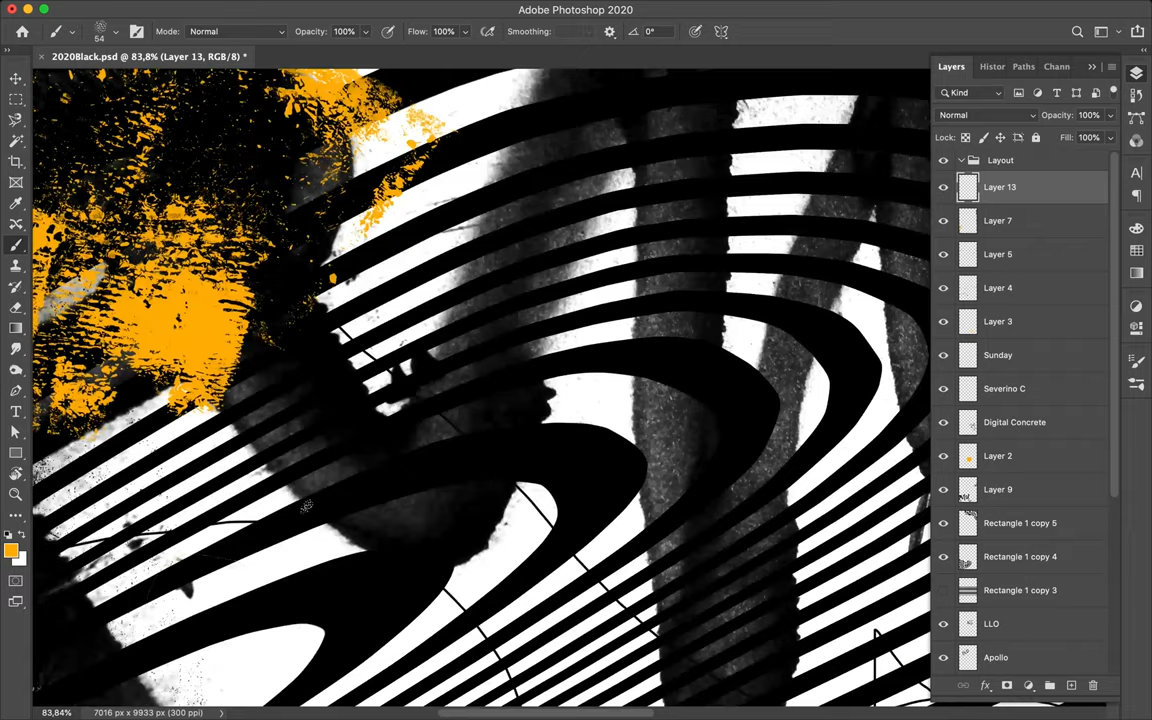 Adobe Photoshop 2020
54 Mode: Normal Opacity: 100% Flow: 100% Smoothing: 0°
2020Black.psd @ 83,8% (Layer 13, RGB/8) *
Layers Histor Paths Chann
Kind
Normal Opacity: 100%
Lock: Fill: 100%
Layout
Layer 13
Layer 7
Layer 5
Layer 4
Layer 3
Sunday
Severino C
Digital Concrete
Layer 2
Layer 9
Rectangle 1 copy 5
Rectangle 1 copy 4
Rectangle 1 copy 3
LLO
Apollo
83,84% 7016 px x 9933 px (300 ppi)